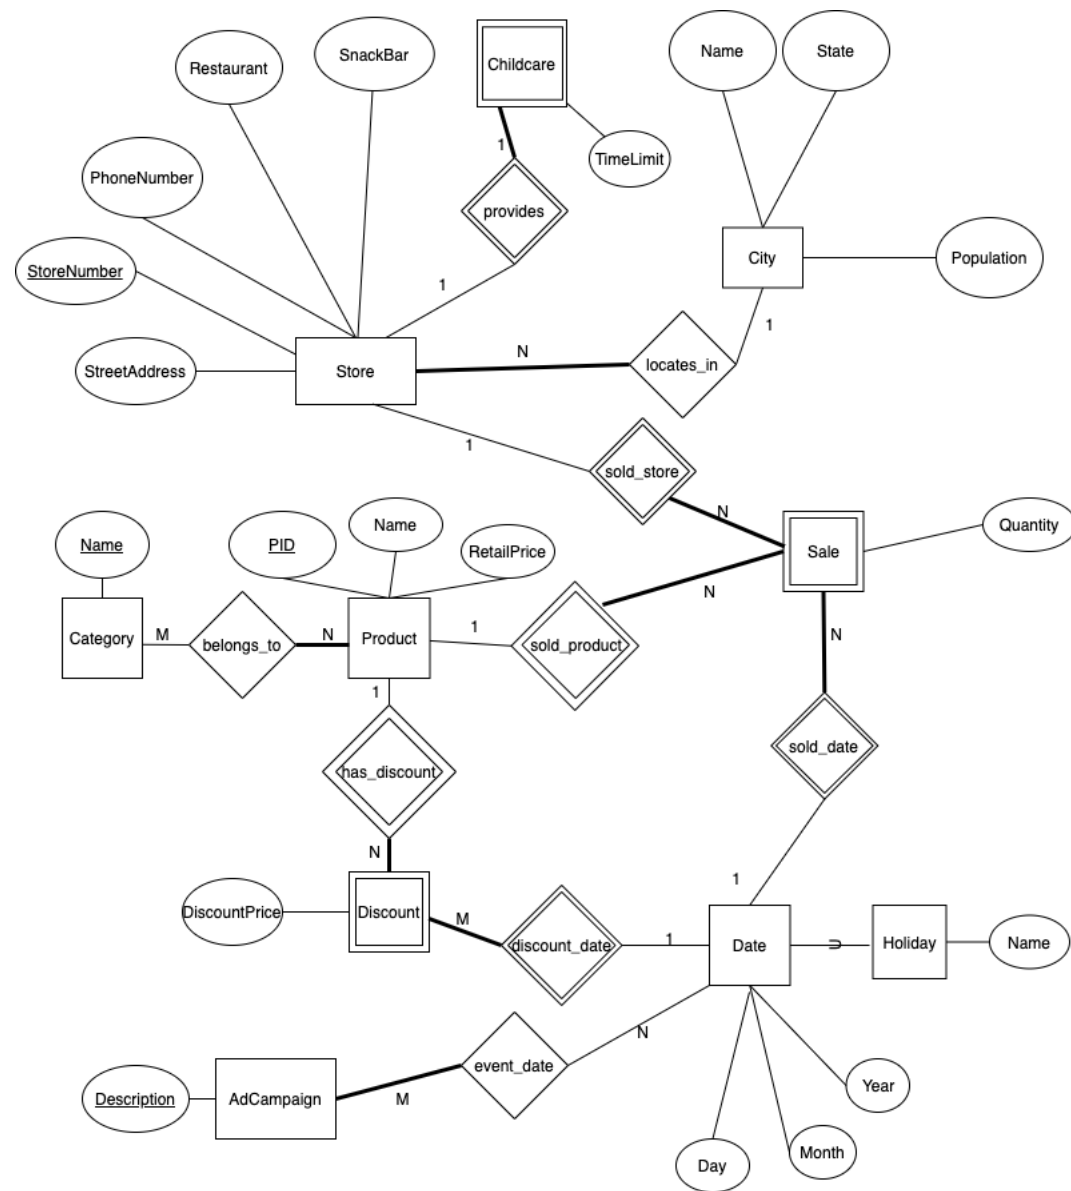 Name
State
SnackBar
Restaurant
Childcare
TimeLimit
1
PhoneNumber
provides
City
Population
StoreNumber
1
1
N
locates_in
StreetAddress
Store
1
sold_store
N
Quantity
Sale
Name
PID
Name
RetailPrice
N
Category
M
belongs_to
N
Product
1
sold_product
N
1
sold_date
has_discount
N
1
DiscountPrice
Discount
M
discount_date
1
Date
⊃
Holiday
Name
N
event_date
Description
AdCampaign
M
Year
Month
Day